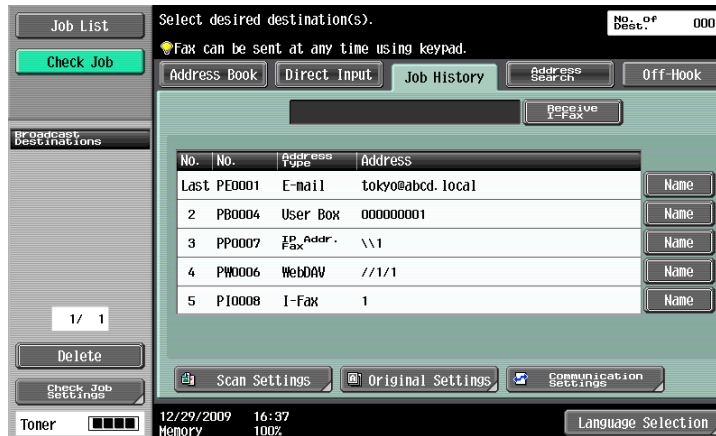 Job List
Check Job
Broadcast
Destinations
1/ 1
Delete
Check Job
Settings
Toner
Select desired destination(s).
No. of
Dest. 000
Fax can be sent at any time using keypad.
Address Book Direct Input Job History Address
Search Off-Hook
Receive
I-Fax
No. No. Address
Type Address
Last PE0001 E-mail tokyo@abcd.local Name
2 PB0004 User Box 000000001 Name
3 PP0007 IP Addr.
Fax \\1 Name
4 PW0006 WebDAV //1/1 Name
5 PI0008 I-Fax 1 Name
Scan Settings Original Settings Communication
Settings
12/29/2009 16:37
Memory 100%
Language Selection